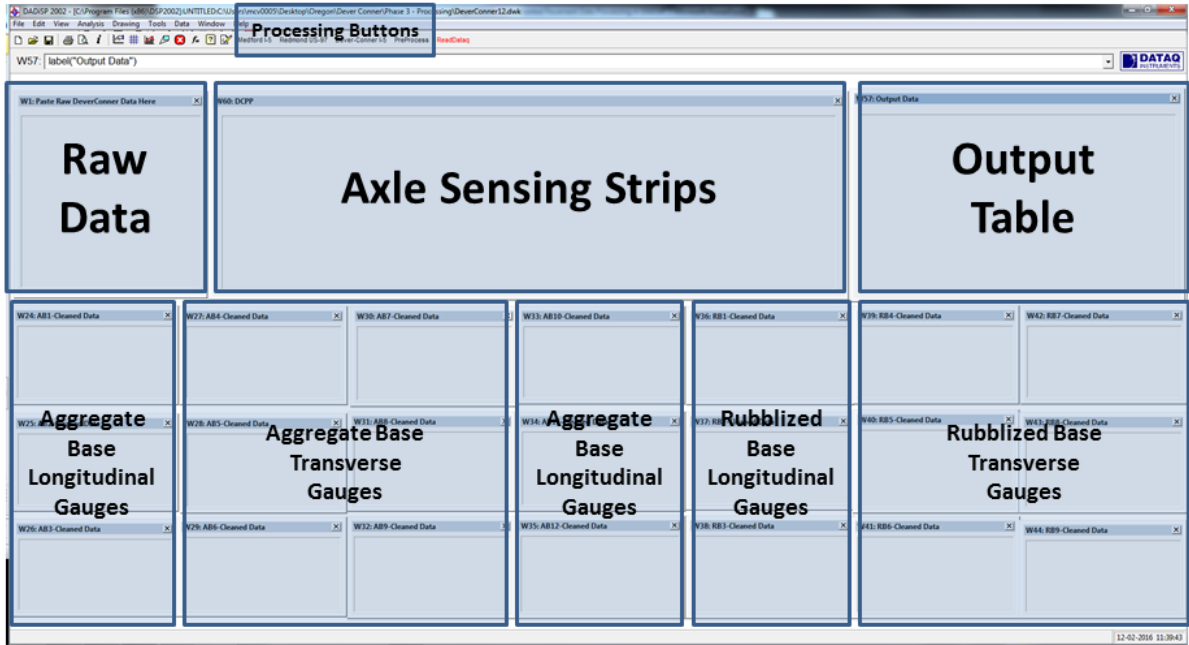 DADiSP 2002 - [C:\Program Files (x86)\DSP2002].UNTITLED:C:\Users\mcv0005\Desktop\Oregon\Dever Conner\Phase 3 - Processing\DeverConner12.dwk
File Edit View Analysis Drawing Tools Data Window Help
Processing Buttons
Medford I-5 Redmond US-97 Dever-Conner I-5 PreProcess ReadDataq
W57: label("Output Data")
DATAQ
INSTRUMENTS
W1: Paste Raw DeverConner Data Here
W60: DCPP
W57: Output Data
Raw
Data
Axle Sensing Strips
Output
Table
W24: AB1-Cleaned Data
W27: AB4-Cleaned Data
W30: AB7-Cleaned Data
W33: AB10-Cleaned Data
W36: RB1-Cleaned Data
W39: RB4-Cleaned Data
W42: RB7-Cleaned Data
W25:
W28: AB5-Cleaned Data
W31: AB8-Cleaned Data
W34:
W37:
W40: RB5-Cleaned Data
W43: RB8-Cleaned Data
Aggregate
Base
Longitudinal
Gauges
Aggregate Base
Transverse
Gauges
Aggregate
Base
Longitudinal
Gauges
Rubblized
Base
Longitudinal
Gauges
Rubblized Base
Transverse
Gauges
W26: AB3-Cleaned Data
W29: AB6-Cleaned Data
W32: AB9-Cleaned Data
W35: AB12-Cleaned Data
W38: RB3-Cleaned Data
W41: RB6-Cleaned Data
W44: RB9-Cleaned Data
12-02-2016 11:39:43